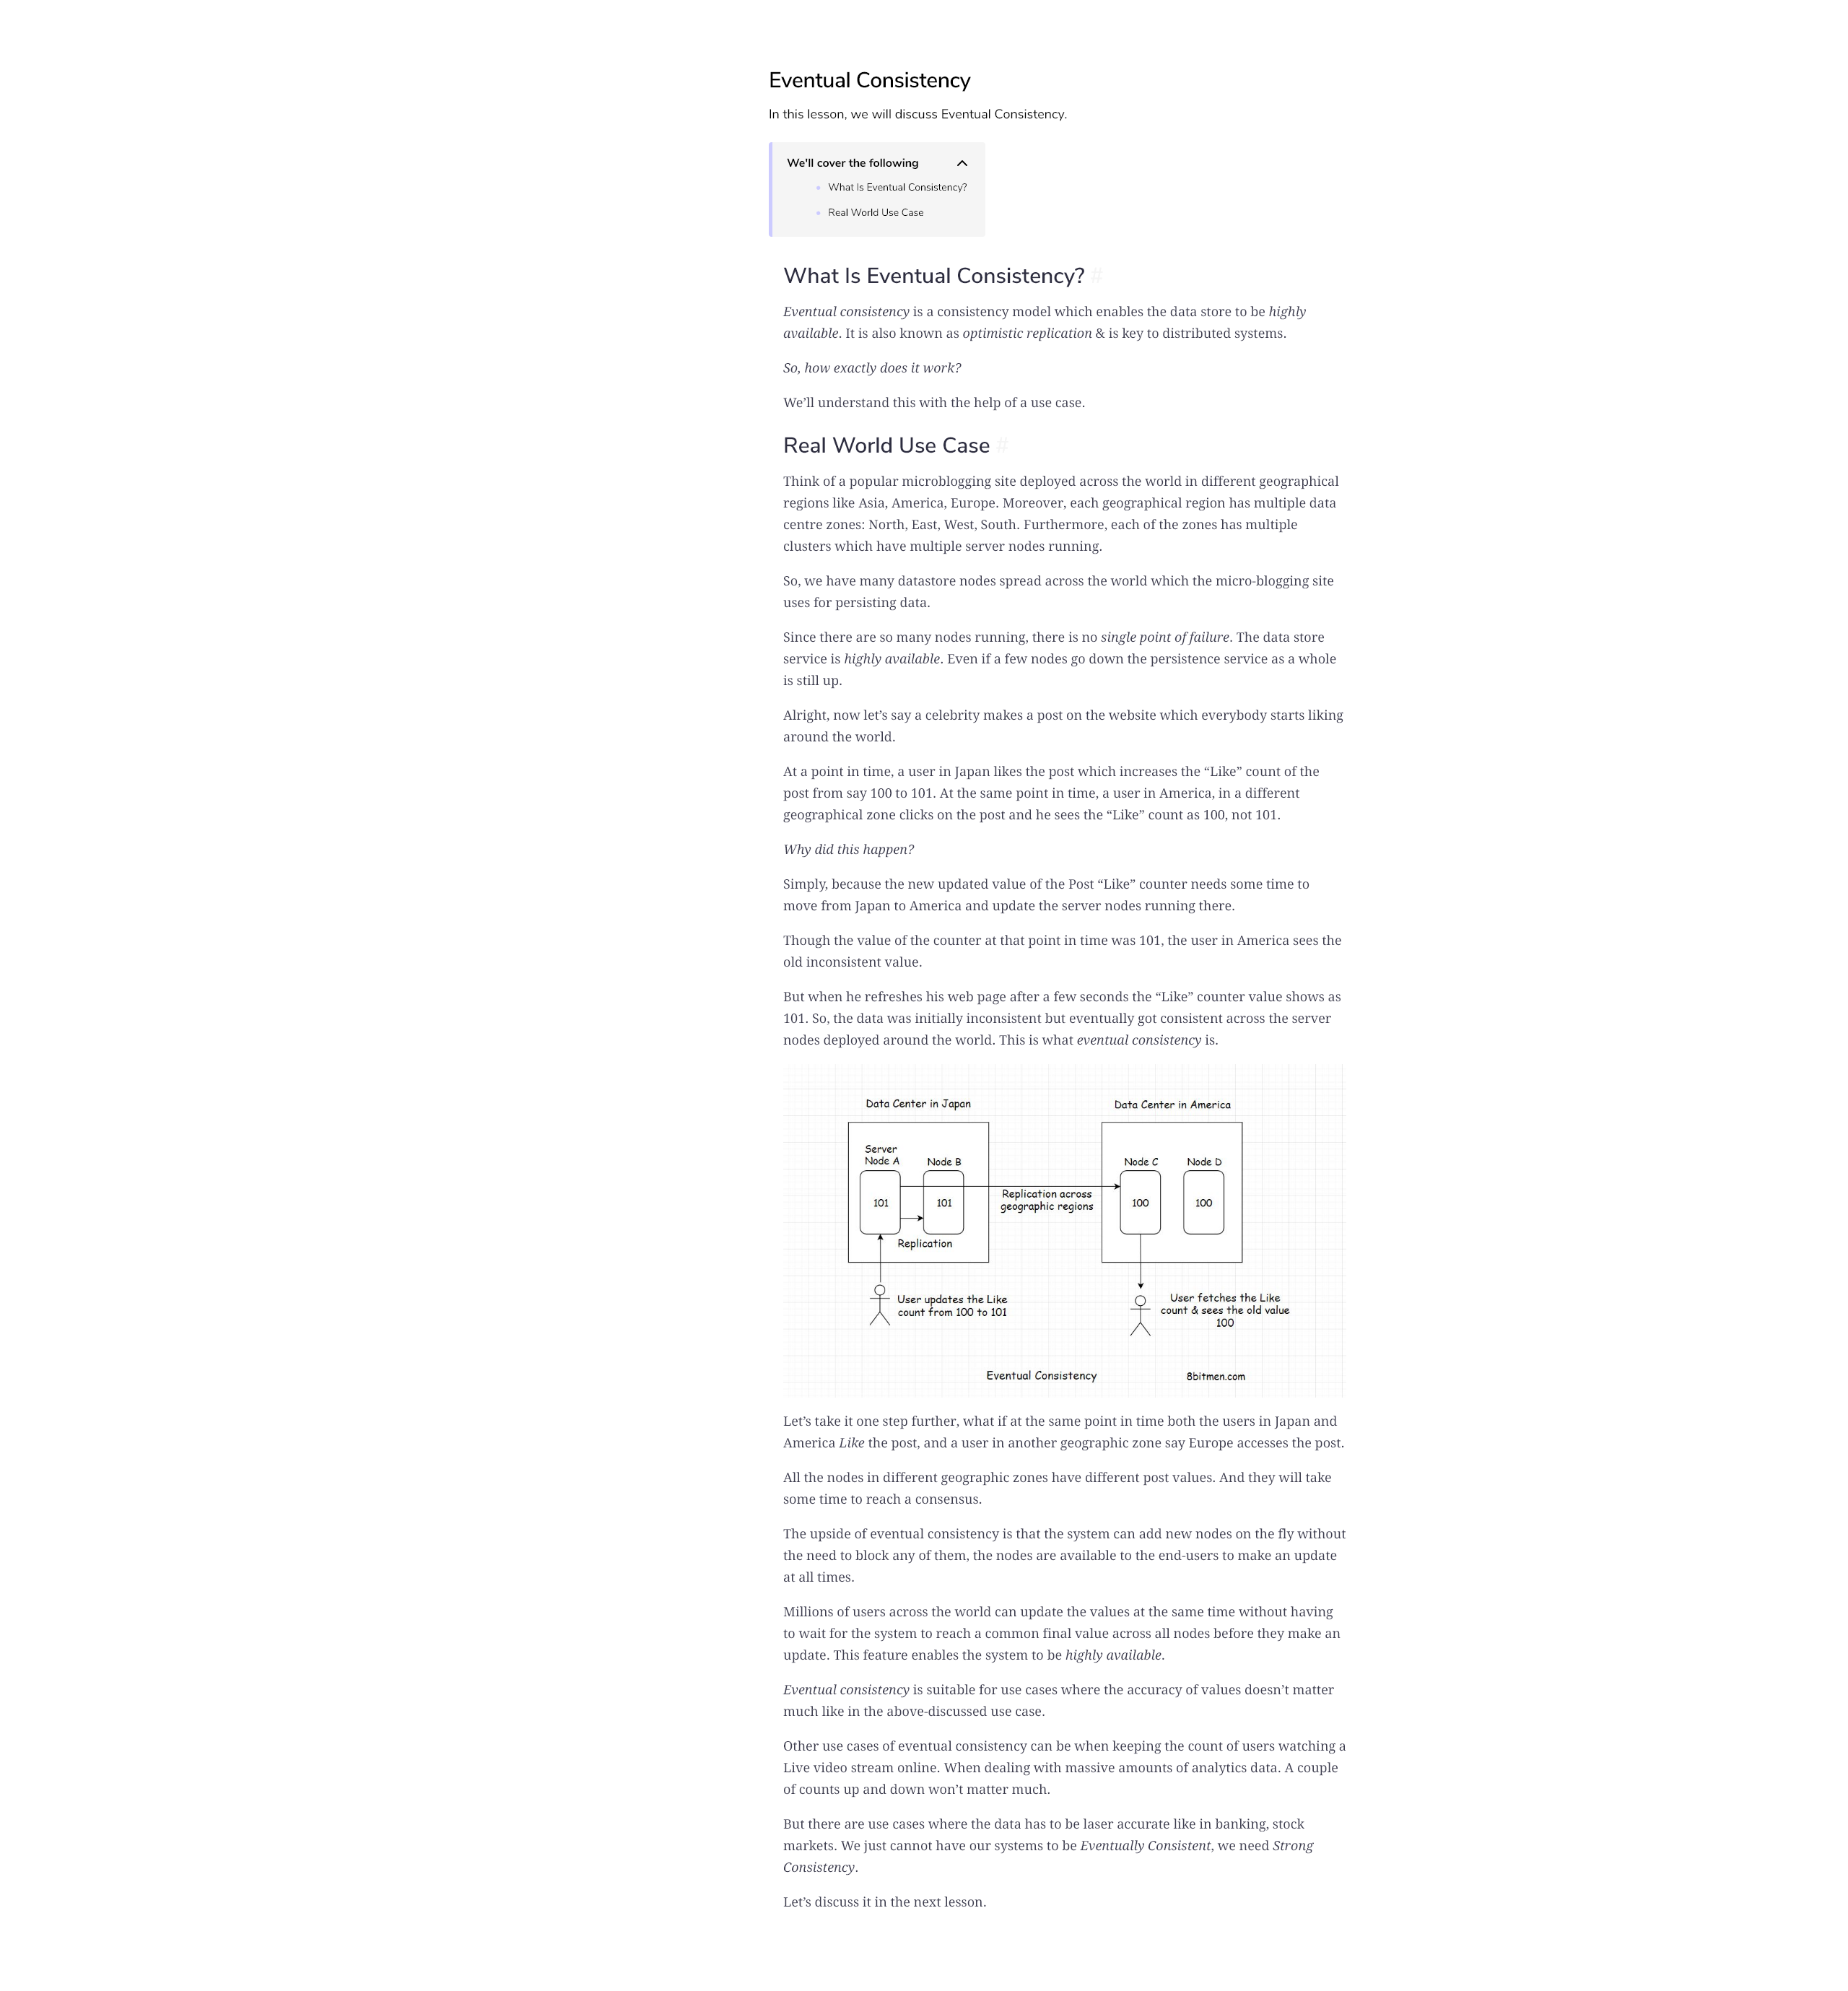 Eventual Consistency
In this lesson, we will discuss Eventual Consistency.
We'll cover the following
What Is Eventual Consistency?
Real World Use Case
What Is Eventual Consistency? #
Eventual consistency is a consistency model which enables the data store to be highly
available. It is also known as optimistic replication & is key to distributed systems.
So, how exactly does it work?
We’ll understand this with the help of a use case.
Real World Use Case #
Think of a popular microblogging site deployed across the world in different geographical
regions like Asia, America, Europe. Moreover, each geographical region has multiple data
centre zones: North, East, West, South. Furthermore, each of the zones has multiple
clusters which have multiple server nodes running.
So, we have many datastore nodes spread across the world which the micro-blogging site
uses for persisting data.
Since there are so many nodes running, there is no single point of failure. The data store
service is highly available. Even if a few nodes go down the persistence service as a whole
is still up.
Alright, now let’s say a celebrity makes a post on the website which everybody starts liking
around the world.
At a point in time, a user in Japan likes the post which increases the “Like” count of the
post from say 100 to 101. At the same point in time, a user in America, in a different
geographical zone clicks on the post and he sees the “Like” count as 100, not 101.
Why did this happen?
Simply, because the new updated value of the Post “Like” counter needs some time to
move from Japan to America and update the server nodes running there.
Though the value of the counter at that point in time was 101, the user in America sees the
old inconsistent value.
But when he refreshes his web page after a few seconds the “Like” counter value shows as
101. So, the data was initially inconsistent but eventually got consistent across the server
nodes deployed around the world. This is what eventual consistency is.
Data Center in Japan
Data Center in America
Server
Node A
Node B
Node C
Node D
101
101
100
100
Replication across
geographic regions
Replication
User updates the Like
count from 100 to 101
User fetches the Like
count & sees the old value
100
Eventual Consistency
8bitmen.com
Let’s take it one step further, what if at the same point in time both the users in Japan and
America Like the post, and a user in another geographic zone say Europe accesses the post.
All the nodes in different geographic zones have different post values. And they will take
some time to reach a consensus.
The upside of eventual consistency is that the system can add new nodes on the fly without
the need to block any of them, the nodes are available to the end-users to make an update
at all times.
Millions of users across the world can update the values at the same time without having
to wait for the system to reach a common final value across all nodes before they make an
update. This feature enables the system to be highly available.
Eventual consistency is suitable for use cases where the accuracy of values doesn’t matter
much like in the above-discussed use case.
Other use cases of eventual consistency can be when keeping the count of users watching a
Live video stream online. When dealing with massive amounts of analytics data. A couple
of counts up and down won’t matter much.
But there are use cases where the data has to be laser accurate like in banking, stock
markets. We just cannot have our systems to be Eventually Consistent, we need Strong
Consistency.
Let’s discuss it in the next lesson.